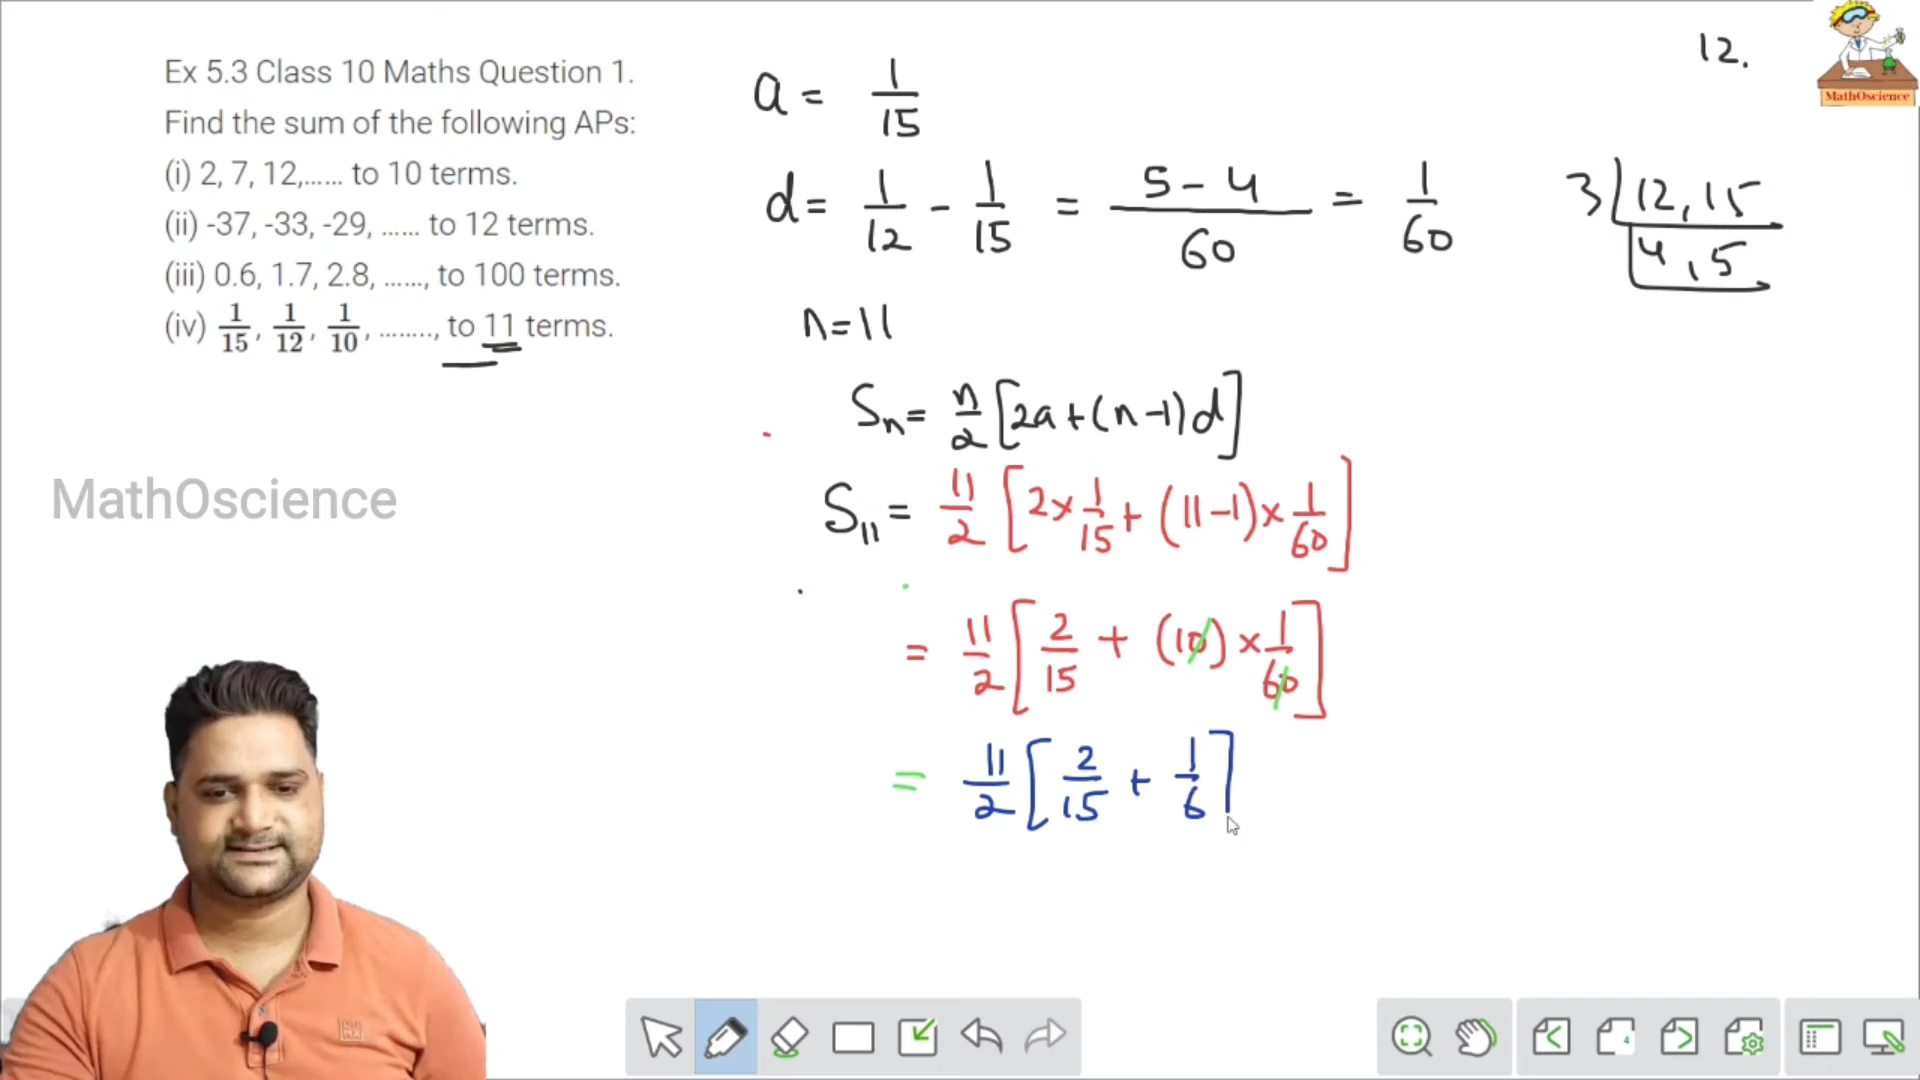 Ex 5.3 Class 10 Maths Question 1.
Find the sum of the following APs:
(i) 2, 7, 12,…… to 10 terms.
(ii) -37, -33, -29, …… to 12 terms.
(iii) 0.6, 1.7, 2.8, ……, to 100 terms.
(iv) 1/15, 1/12, 1/10, …….., to 11 terms.
MathOscience
a = 1/15
d = 1/12 - 1/15 = (5 - 4)/60 = 1/60
n = 11
Sn = n/2 [2a + (n-1)d]
S11 = 11/2 [2 × 1/15 + (11-1) × 1/60]
= 11/2 [2/15 + (10) × 1/60]
= 11/2 [2/15 + 1/6]
12.
3 | 12, 15
4, 5
MathOscience
4